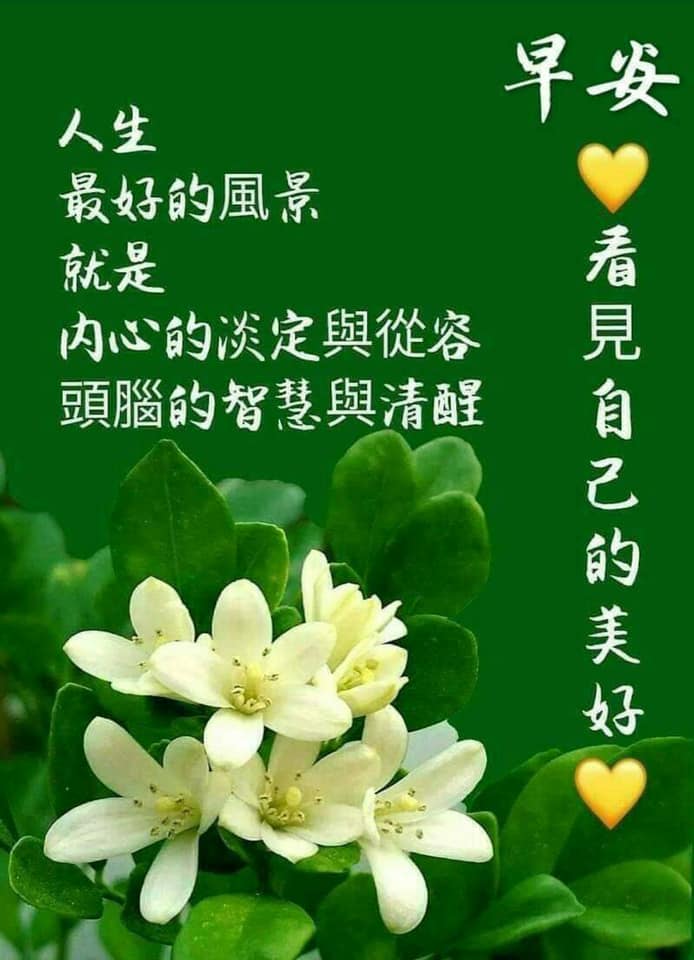 早安
人生
最好的風景
就是
内心的淡定與從容
頭腦的智慧與清醒
💛看見自己的美好💛